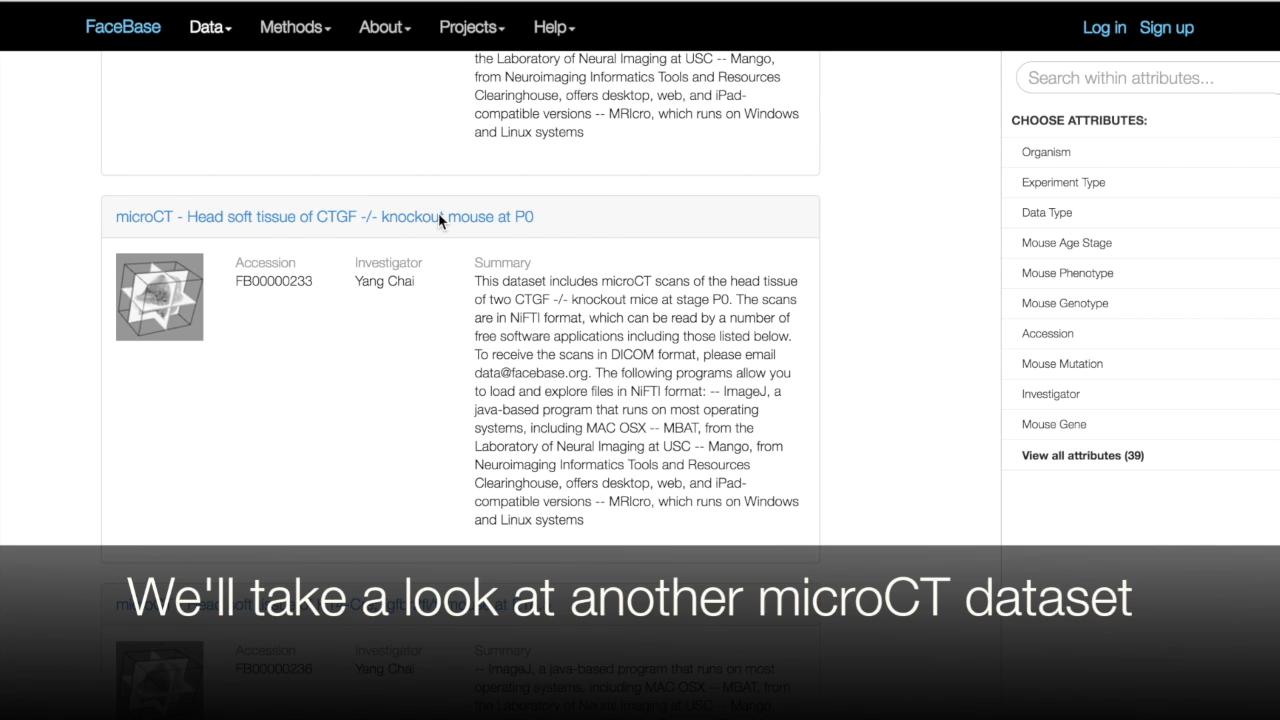 FaceBase Data Methods About Projects Help Log in Sign up
the Laboratory of Neural Imaging at USC -- Mango,
from Neuroimaging Informatics Tools and Resources
Clearinghouse, offers desktop, web, and iPad-
compatible versions -- MRIcro, which runs on Windows
and Linux systems
microCT - Head soft tissue of CTGF -/- knockout mouse at P0
Accession
FB00000233
Investigator
Yang Chai
Summary
This dataset includes microCT scans of the head tissue
of two CTGF -/- knockout mice at stage P0. The scans
are in NiFTI format, which can be read by a number of
free software applications including those listed below.
To receive the scans in DICOM format, please email
data@facebase.org. The following programs allow you
to load and explore files in NiFTI format: -- ImageJ, a
java-based program that runs on most operating
systems, including MAC OSX -- MBAT, from the
Laboratory of Neural Imaging at USC -- Mango, from
Neuroimaging Informatics Tools and Resources
Clearinghouse, offers desktop, web, and iPad-
compatible versions -- MRIcro, which runs on Windows
and Linux systems
Search within attributes...
CHOOSE ATTRIBUTES:
Organism
Experiment Type
Data Type
Mouse Age Stage
Mouse Phenotype
Mouse Genotype
Accession
Mouse Mutation
Investigator
Mouse Gene
View all attributes (39)
We'll take a look at another microCT dataset
Accession
FB00000236
Investigator
Yang Chai
Summary
-- ImageJ, a java-based program that runs on most
operating systems, including MAC OSX -- MBAT, from
the Laboratory of Neural Imaging at USC -- Mango,